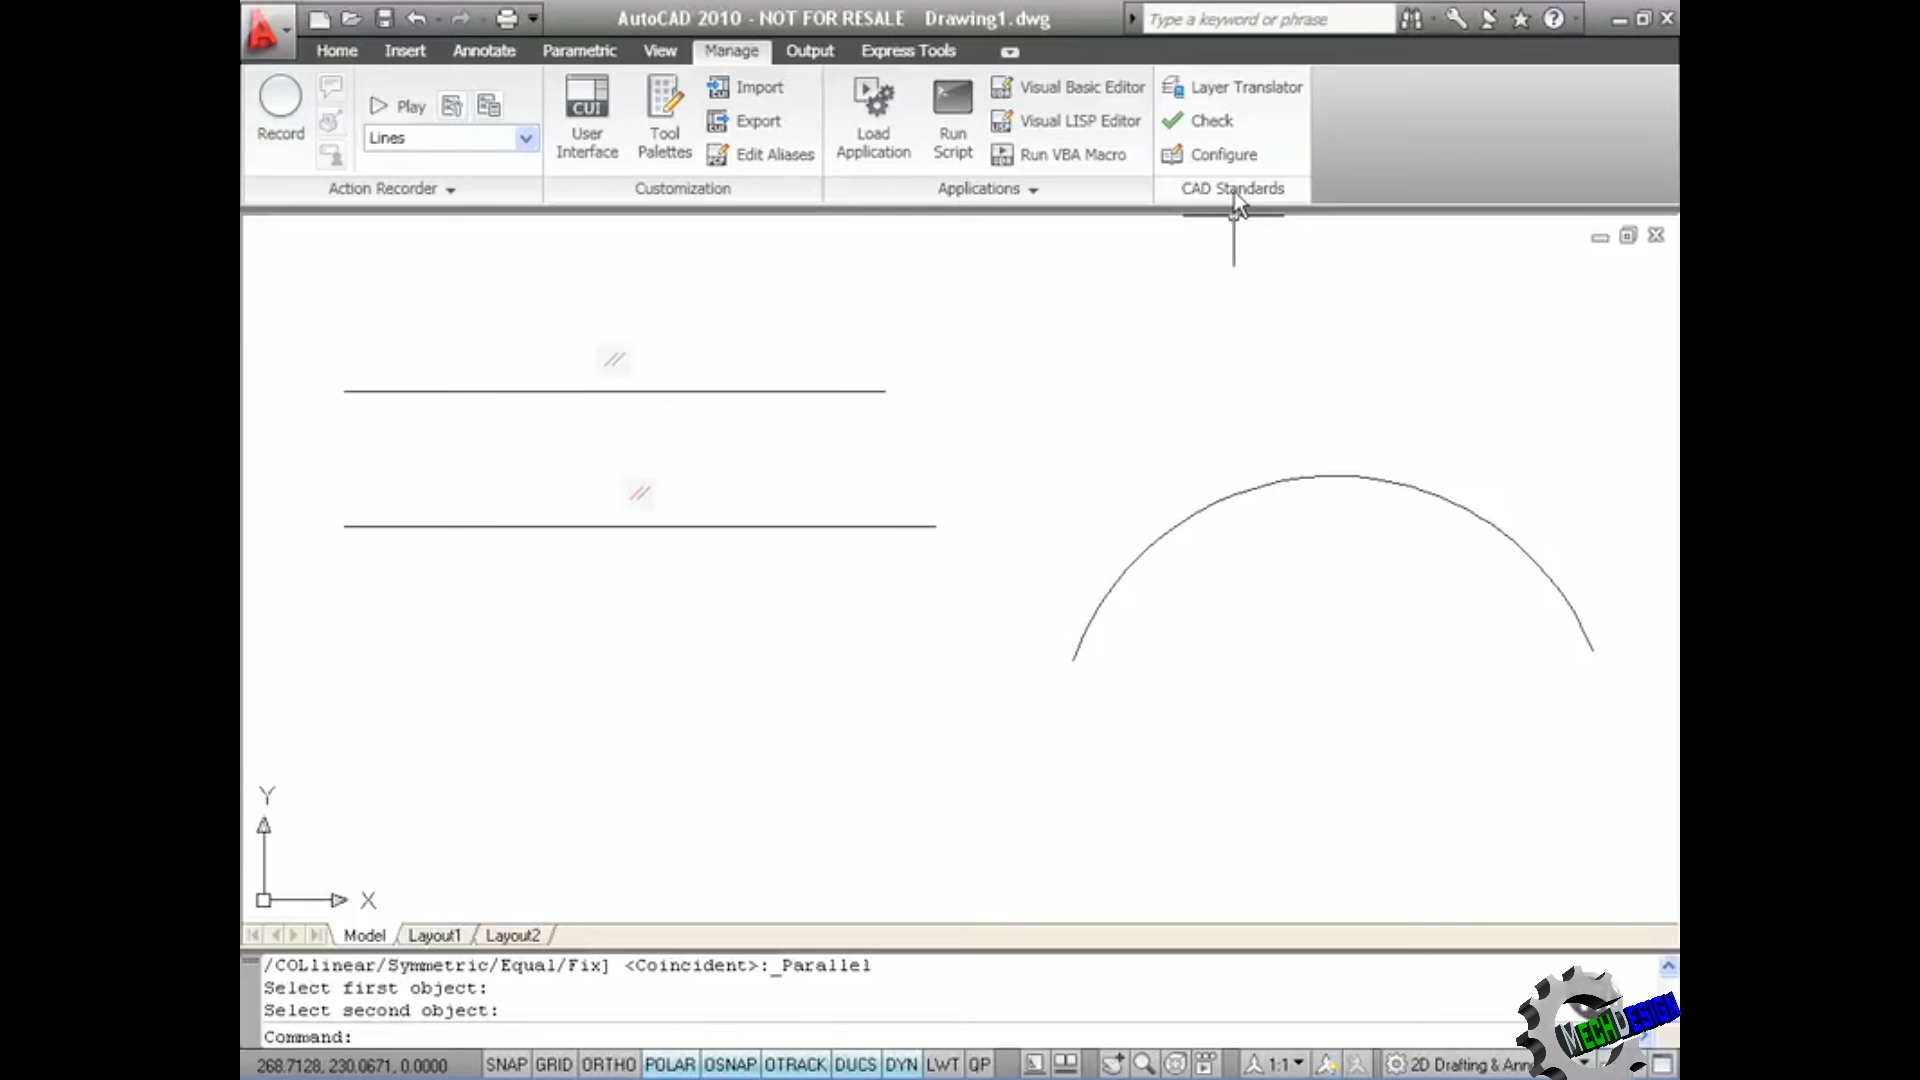 AutoCAD 2010 - NOT FOR RESALE Drawing1.dwg
Type a keyword or phrase
Home Insert Annotate Parametric View Manage Output Express Tools
Record
Play
Lines
Action Recorder
CUI
User Interface
Tool Palettes
Import
Export
Edit Aliases
Customization
Load Application
Run Script
Visual Basic Editor
Visual LISP Editor
Run VBA Macro
Applications
Layer Translator
Check
Configure
CAD Standards
Y
X
Model Layout1 Layout2
/COLlinear/Symmetric/Equal/Fix] <Coincident>:_Parallel
Select first object:
Select second object:
Command:
268.7128, 230.0671, 0.0000 SNAP GRID ORTHO POLAR OSNAP OTRACK DUCS DYN LWT QP 1:1 2D Drafting &
MECHDESIGN